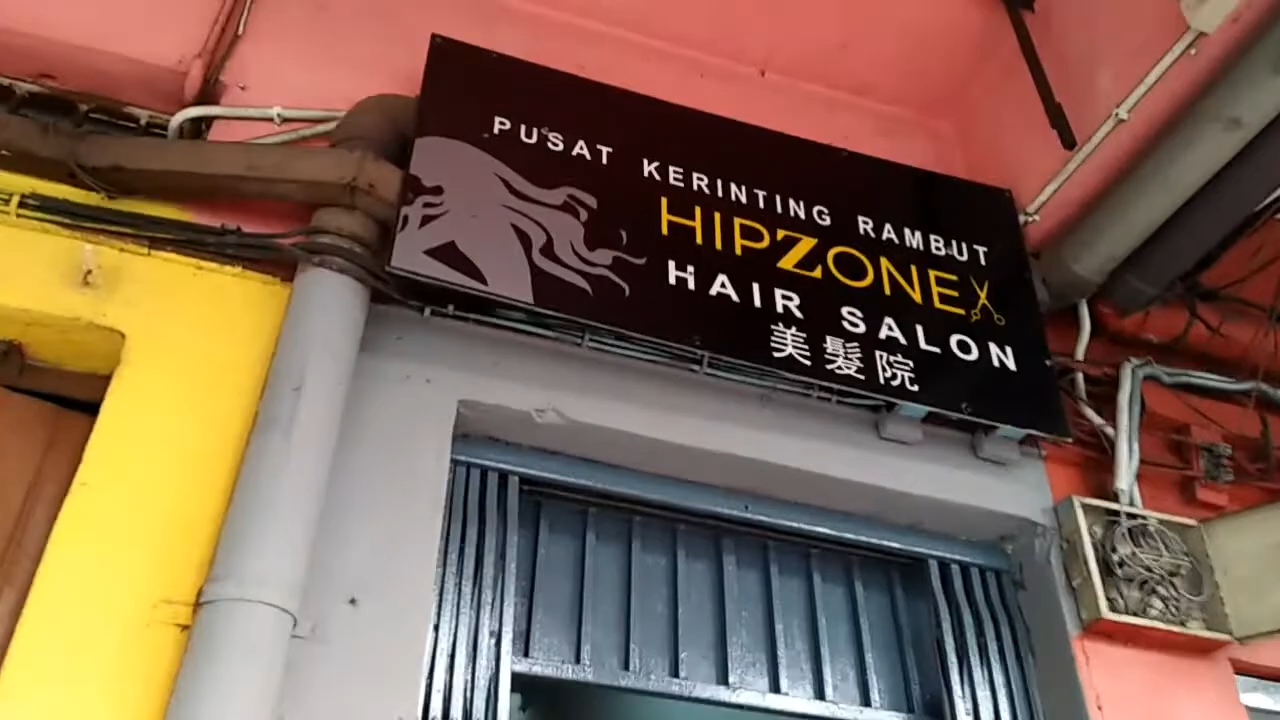 PUSAT KERINTING RAMBUT
HIPZONE
HAIR SALON
美髮院